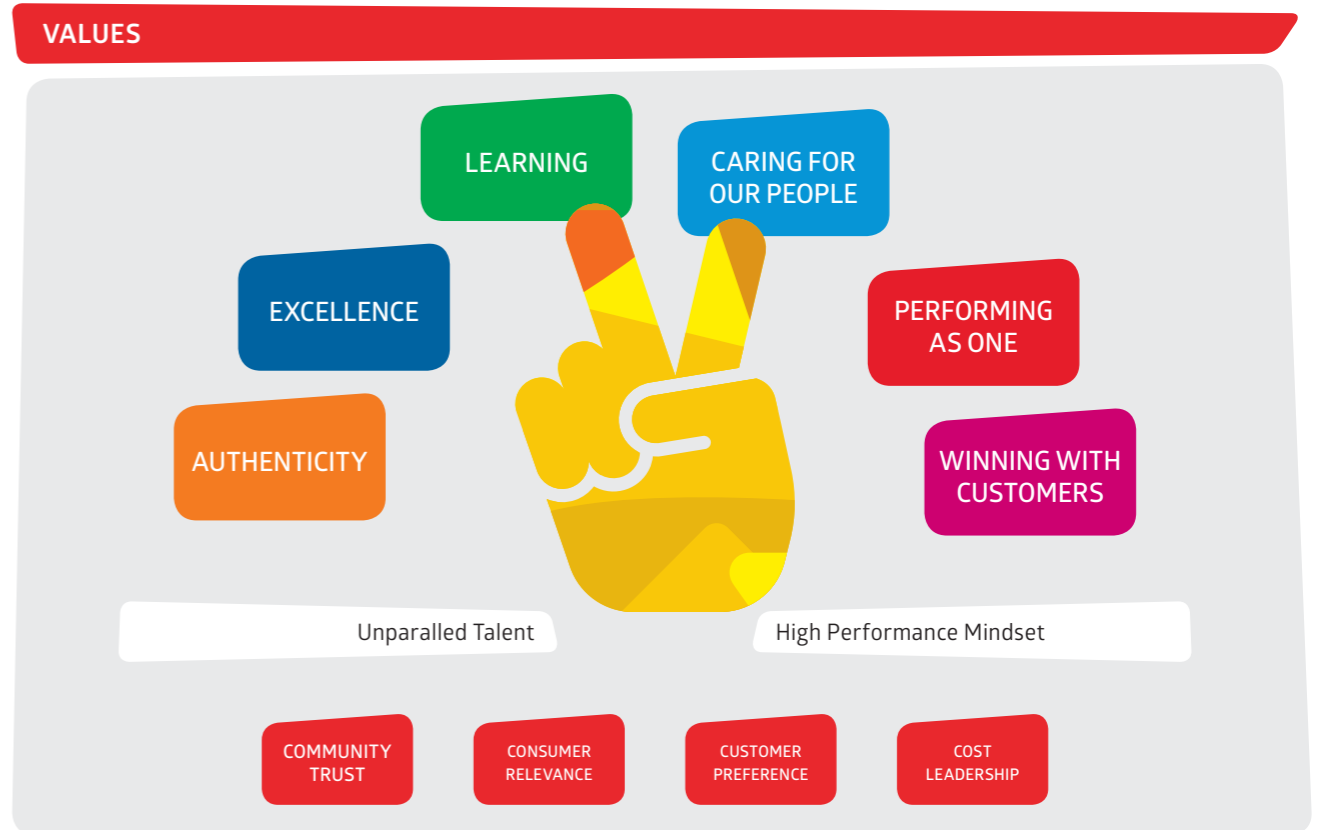 VALUES
LEARNING
CARING FOR
OUR PEOPLE
EXCELLENCE
PERFORMING
AS ONE
AUTHENTICITY
WINNING WITH
CUSTOMERS
Unparalled Talent
High Performance Mindset
COMMUNITY
TRUST
CONSUMER
RELEVANCE
CUSTOMER
PREFERENCE
COST
LEADERSHIP